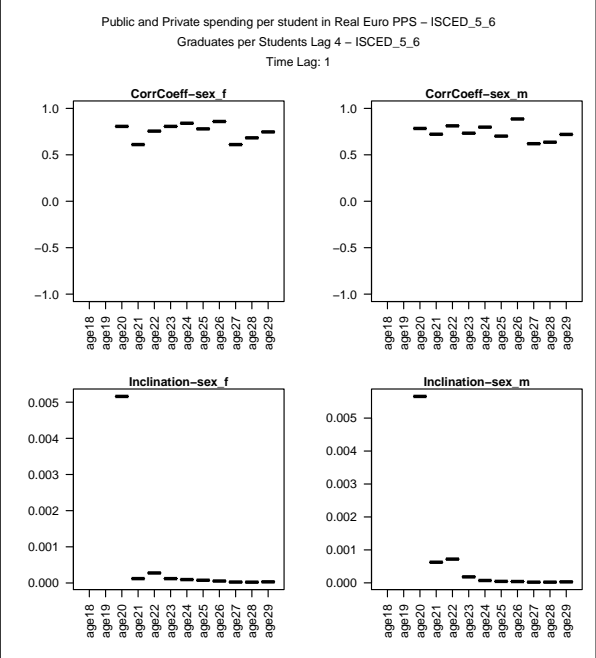 Public and Private spending per student in Real Euro PPS − ISCED_5_6
Graduates per Students Lag 4 − ISCED_5_6
Time Lag: 1
CorrCoeff−sex_f
1.0
0.5
0.0
−0.5
−1.0
age18
age19
age20
age21
age22
age23
age24
age25
age26
age27
age28
age29
CorrCoeff−sex_m
1.0
0.5
0.0
−0.5
−1.0
age18
age19
age20
age21
age22
age23
age24
age25
age26
age27
age28
age29
Inclination−sex_f
0.005
0.004
0.003
0.002
0.001
0.000
age18
age19
age20
age21
age22
age23
age24
age25
age26
age27
age28
age29
Inclination−sex_m
0.005
0.004
0.003
0.002
0.001
0.000
age18
age19
age20
age21
age22
age23
age24
age25
age26
age27
age28
age29